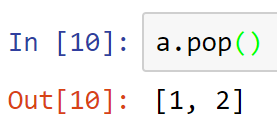 In [10]: a.pop()
Out[10]: [1, 2]